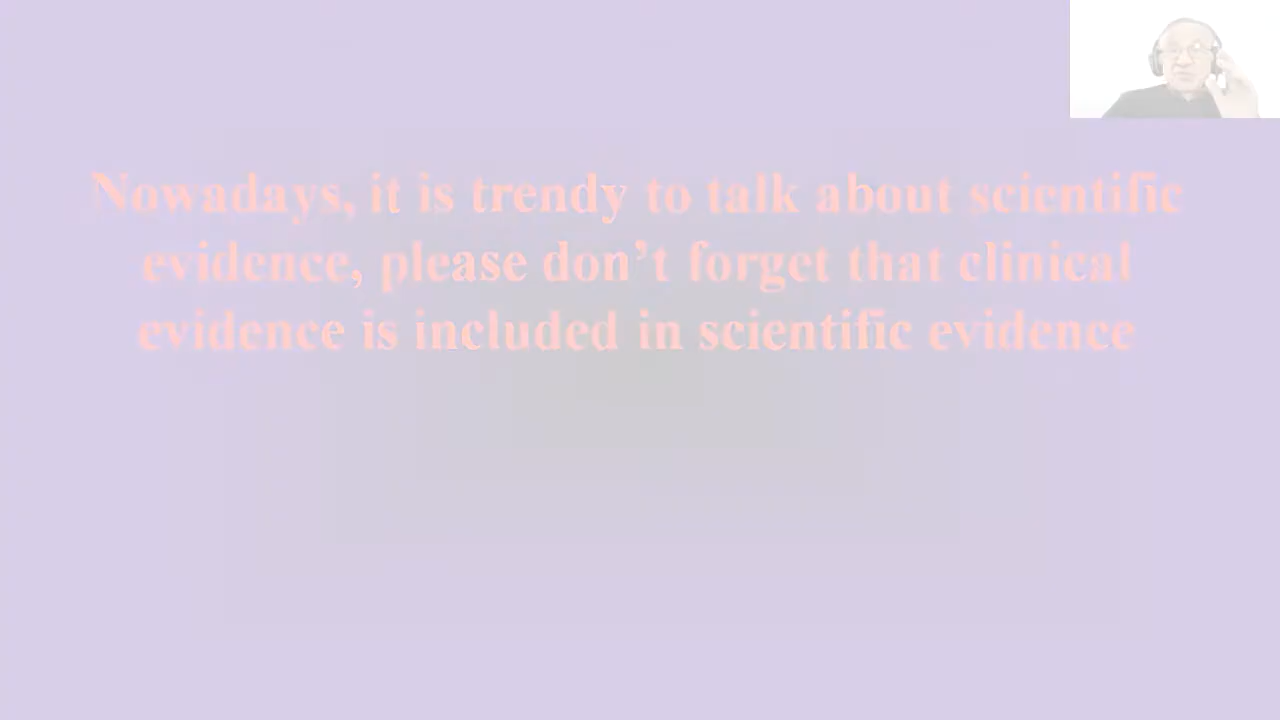 Nowadays, it is trendy to talk about scientific
evidence, please don’t forget that clinical
evidence is included in scientific evidence